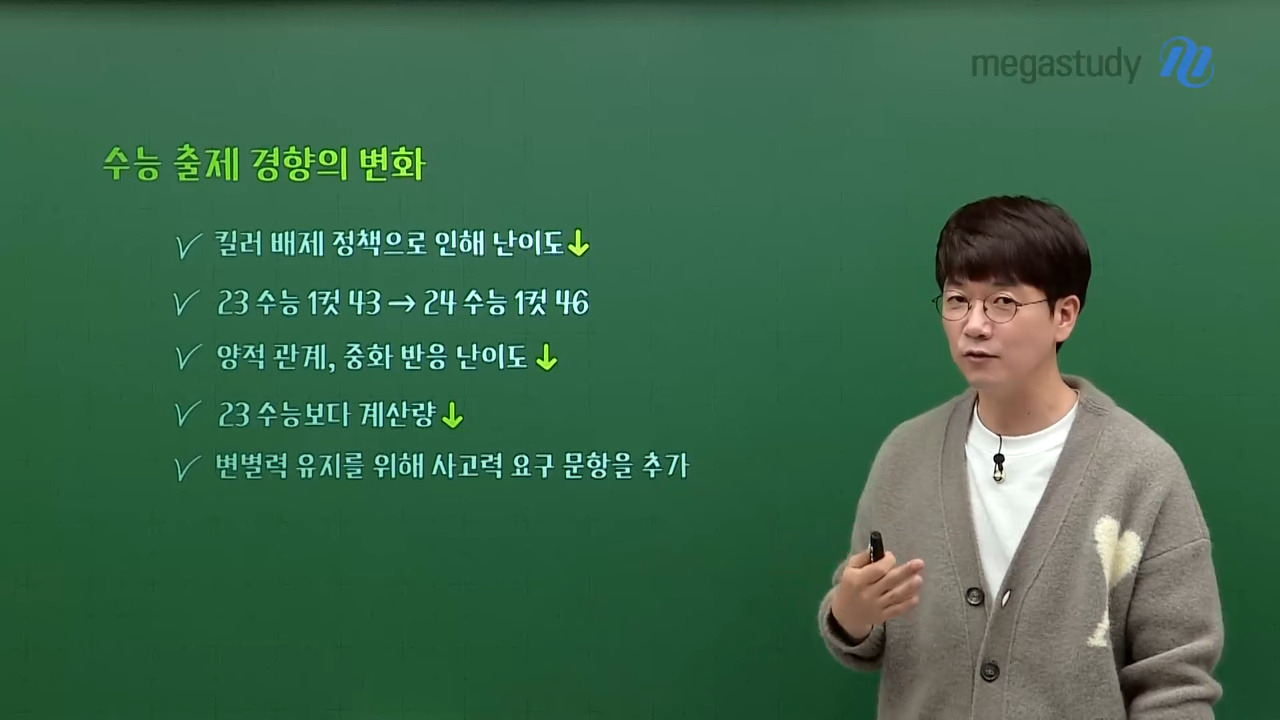 megastudy
수능 출제 경향의 변화
✓ 킬러 배제 정책으로 인해 난이도↓
✓ 23 수능 1컷 43 → 24 수능 1컷 46
✓ 양적 관계, 중화 반응 난이도 ↓
✓ 23 수능보다 계산량↓
✓ 변별력 유지를 위해 사고력 요구 문항을 추가